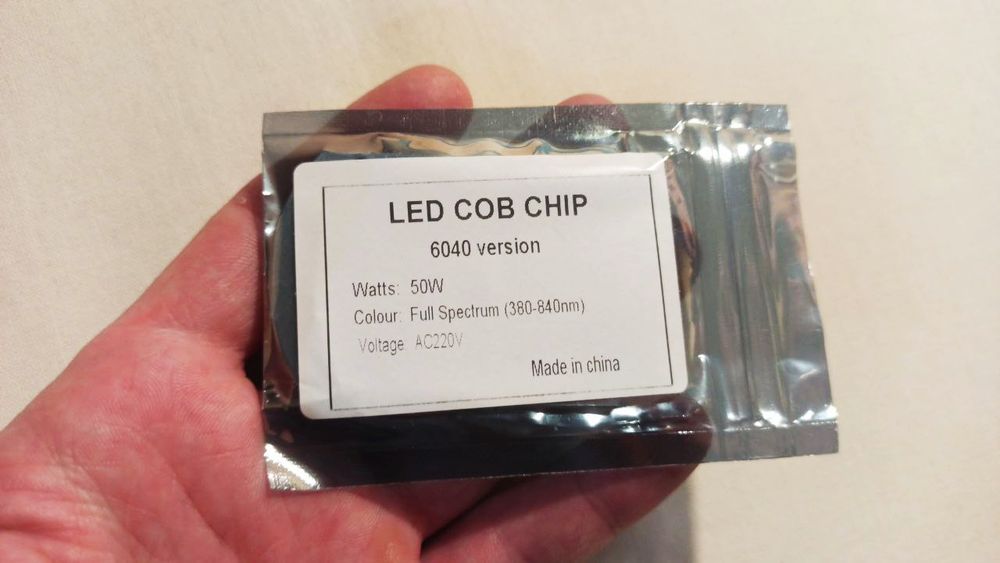 LED COB CHIP
6040 version
Watts: 50W
Colour: Full Spectrum (380-840nm)
Voltage AC220V
Made in china